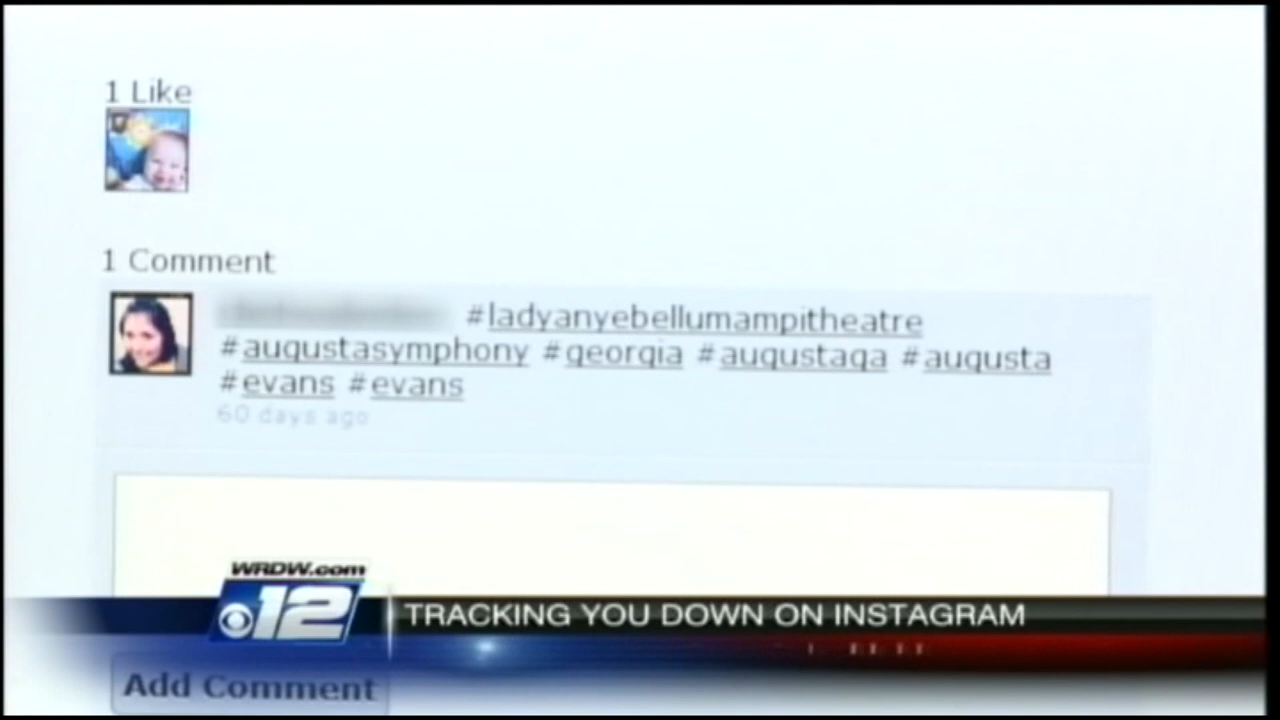 1 Like
1 Comment
#ladyanyebellumampitheatre
#augustasymphony #georgia #augustaga #augusta
#evans #evans
60 days ago
WRDW.com
12
TRACKING YOU DOWN ON INSTAGRAM
Add Comment